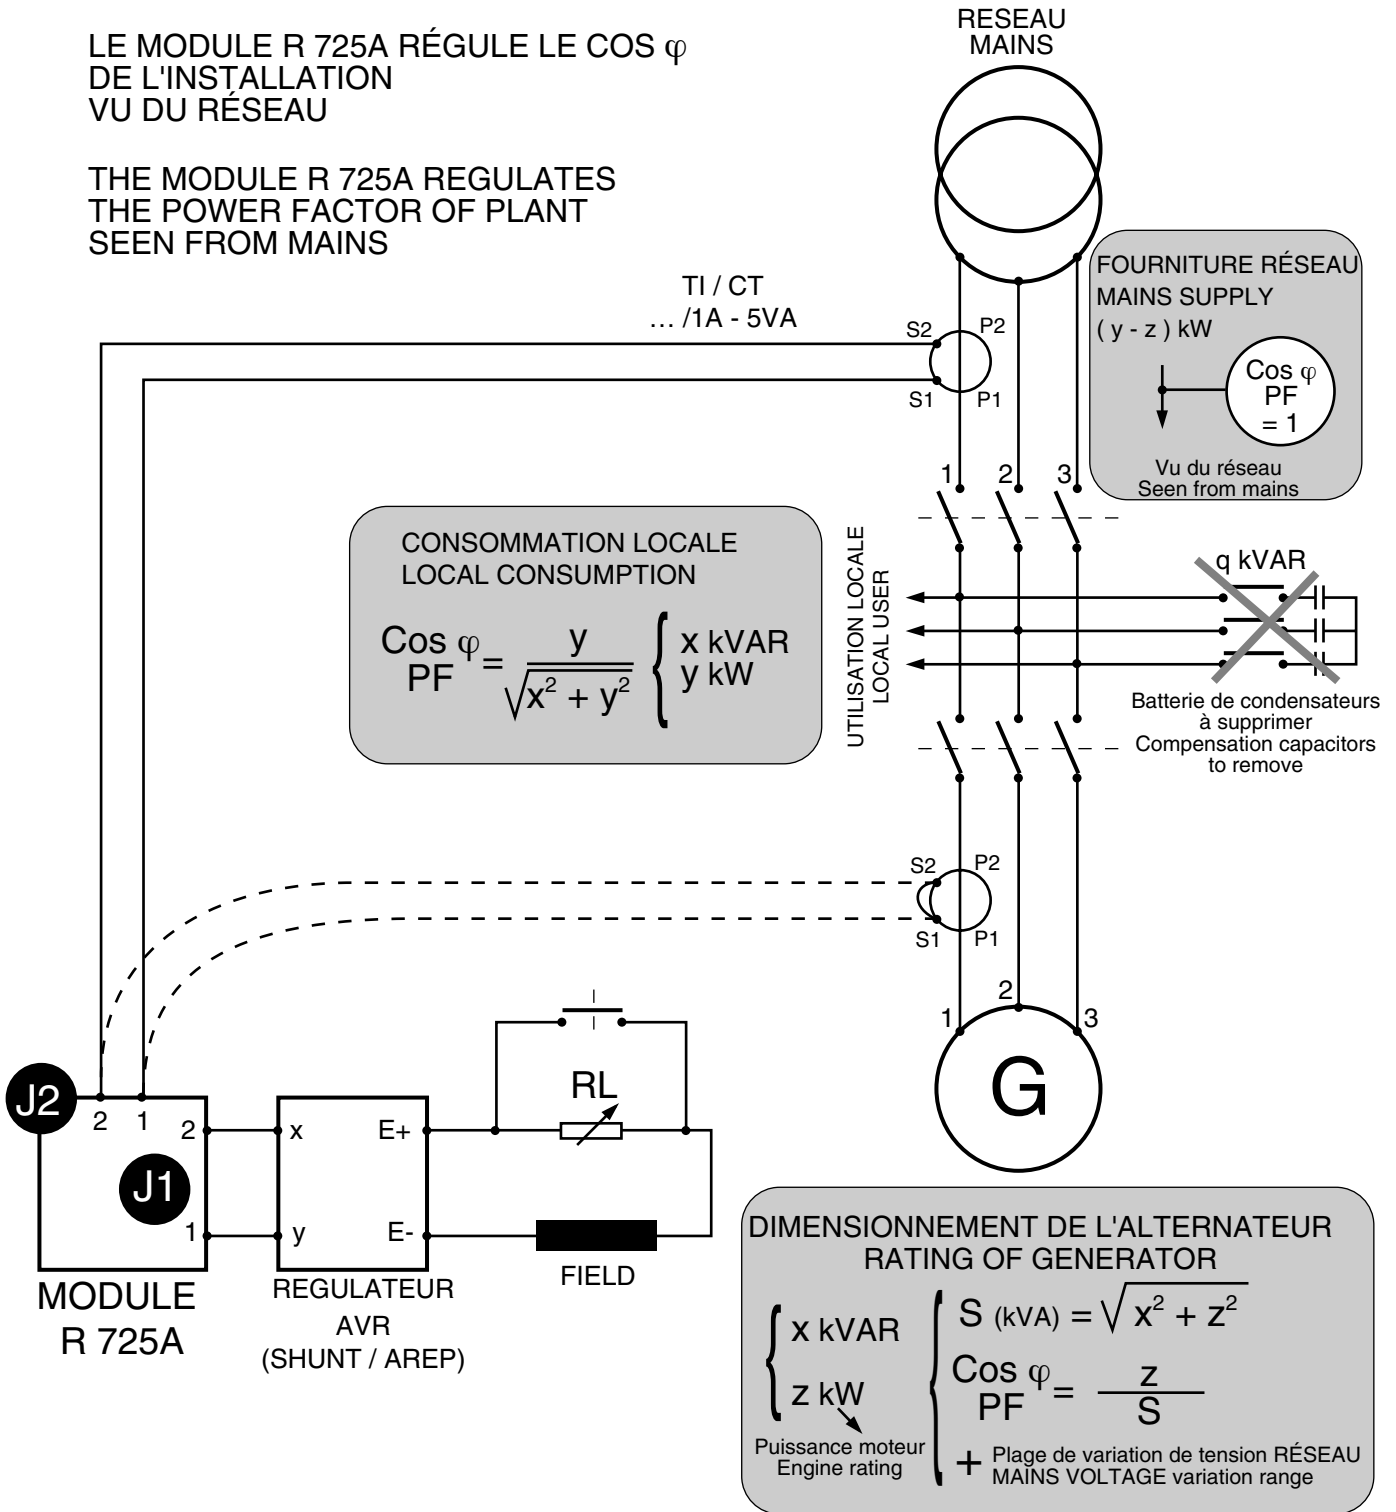 LE MODULE R 725A RÉGULE LE COS φ
DE L'INSTALLATION
VU DU RÉSEAU
THE MODULE R 725A REGULATES
THE POWER FACTOR OF PLANT
SEEN FROM MAINS
RESEAU
MAINS
FOURNITURE RÉSEAU
MAINS SUPPLY
( y - z ) kW
Cos φ
PF
= 1
Vu du réseau
Seen from mains
TI / CT
... /1A - 5VA
S2 P2
S1 P1
1 2 3
CONSOMMATION LOCALE
LOCAL CONSUMPTION
Cos φ
PF
= y / √x² + y²
{ x kVAR
y kW
UTILISATION LOCALE
LOCAL USER
q kVAR
Batterie de condensateurs
à supprimer
Compensation capacitors
to remove
S2 P2
S1 P1
1 2 3
G
J2
2 1
J1
2
1
MODULE
R 725A
x E+
y E-
REGULATEUR
AVR
(SHUNT / AREP)
RL
FIELD
DIMENSIONNEMENT DE L'ALTERNATEUR
RATING OF GENERATOR
{ x kVAR
z kW
Puissance moteur
Engine rating
{ S (kVA) = √x² + z²
Cos φ
PF
= z / S
+ Plage de variation de tension RÉSEAU
MAINS VOLTAGE variation range